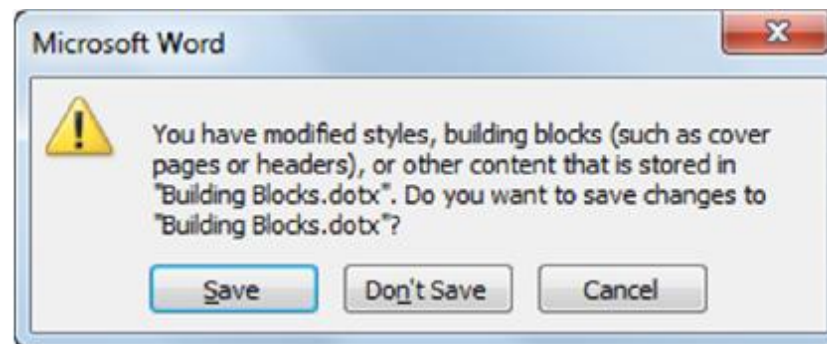 Microsoft Word
You have modified styles, building blocks (such as cover
pages or headers), or other content that is stored in
"Building Blocks.dotx". Do you want to save changes to
"Building Blocks.dotx"?
Save Don't Save Cancel